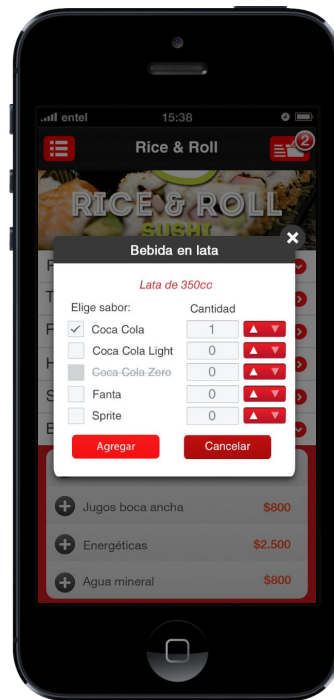 entel 15:38
Rice & Roll 2
RICE & ROLL
SUSHI
Bebida en lata
Lata de 350cc
Elige sabor: Cantidad
Coca Cola 1
Coca Cola Light 0
Coca Cola Zero 0
Fanta 0
Sprite 0
Agregar Cancelar
Jugos boca ancha $800
Energéticas $2.500
Agua mineral $800